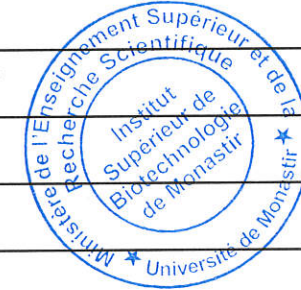 Ministère de l'Enseignement Supérieur et de la
Recherche Scientifique
★ Université de Monastir ★
Institut
Supérieur de
Biotechnologie
de Monastir